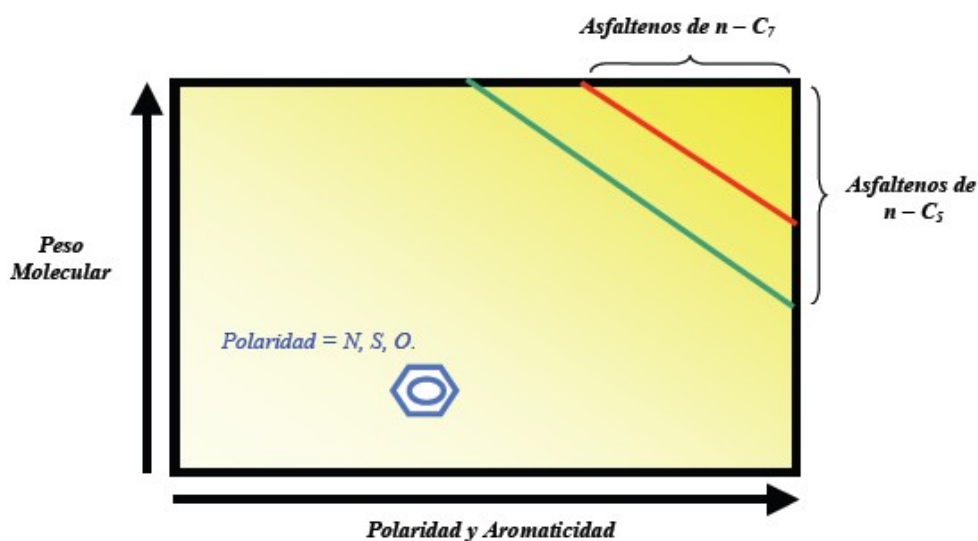 Asfaltenos de n – C₇
Asfaltenos de
n – C₅
Peso
Molecular
Polaridad = N, S, O.
Polaridad y Aromaticidad